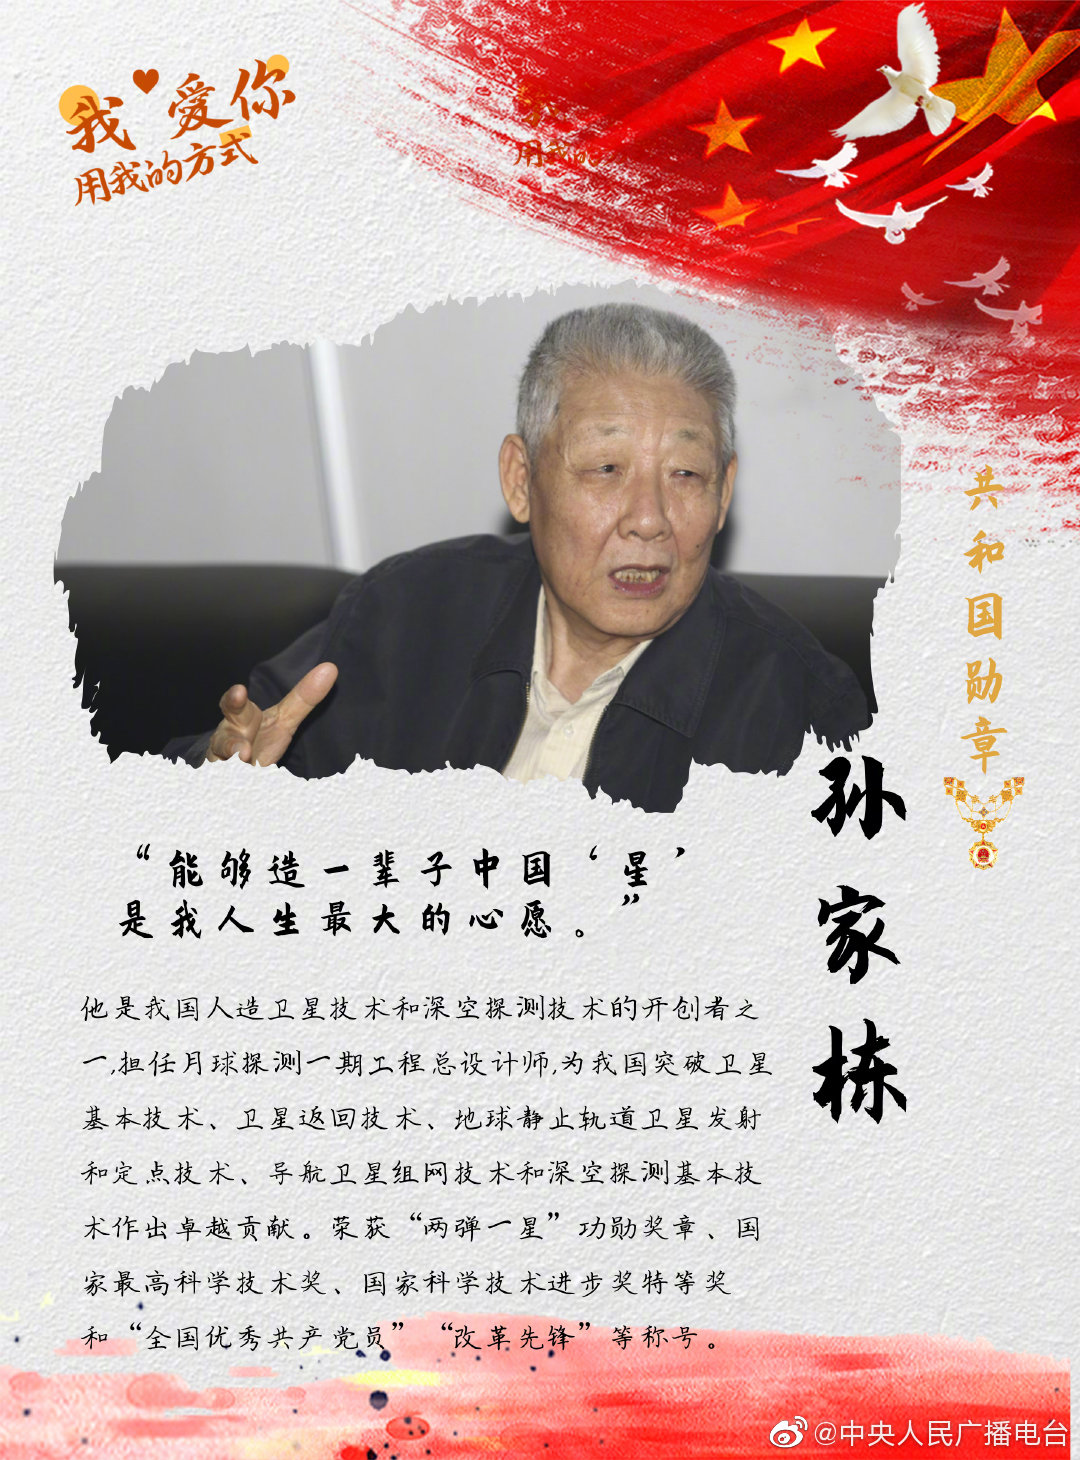 我爱你
用我的方式
我
用我的
共和国勋章
孙家栋
“能够造一辈子中国‘星’
是我人生最大的心愿。”
他是我国人造卫星技术和深空探测技术的开创者之
一,担任月球探测一期工程总设计师,为我国突破卫星
基本技术、卫星返回技术、地球静止轨道卫星发射
和定点技术、导航卫星组网技术和深空探测基本技
术作出卓越贡献。荣获“两弹一星”功勋奖章、国
家最高科学技术奖、国家科学技术进步奖特等奖
和“全国优秀共产党员”“改革先锋”等称号。
@中央人民广播电台